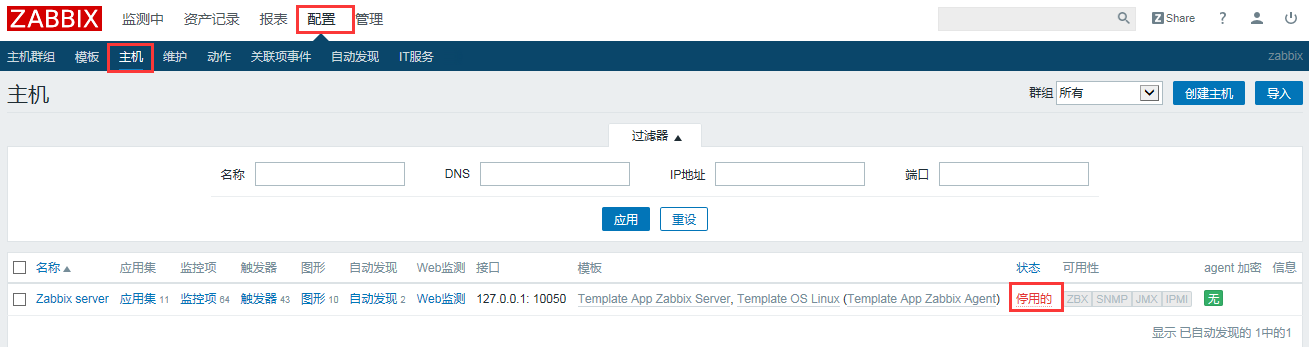 ZABBIX 监测中 资产记录 报表 配置 管理 Z Share ?
主机群组 模板 主机 维护 动作 关联项事件 自动发现 IT服务 zabbix
主机 群组 所有 创建主机 导入
过滤器 ▲
名称 DNS IP地址 端口
应用 重设
名称 ▲ 应用集 监控项 触发器 图形 自动发现 Web监测 接口 模板 状态 可用性 agent 加密 信息
Zabbix server 应用集 11 监控项 64 触发器 43 图形 10 自动发现 2 Web监测 127.0.0.1: 10050 Template App Zabbix Server, Template OS Linux (Template App Zabbix Agent) 停用的 ZBX SNMP JMX IPMI 无
显示 已自动发现的 1中的1